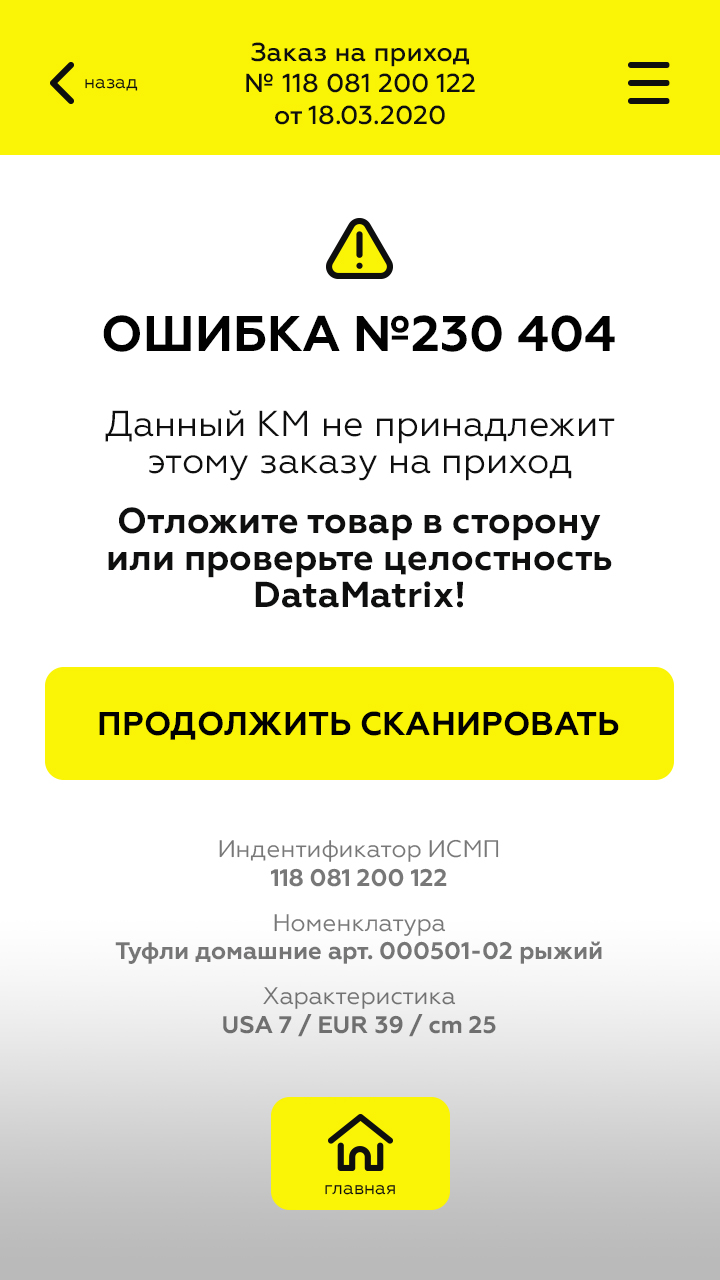 Заказ на приход
назад
№ 118 081 200 122
от 18.03.2020
ОШИБКА №230 404
Данный КМ не принадлежит
этому заказу на приход
Отложите товар в сторону
или проверьте целостность
DataMatrix!
ПРОДОЛЖИТЬ СКАНИРОВАТЬ
Индентификатор ИСМП
118 081 200 122
Номенклатура
Туфли домашние арт. 000501-02 рыжий
Характеристика
USA 7 / EUR 39 / cm 25
главная